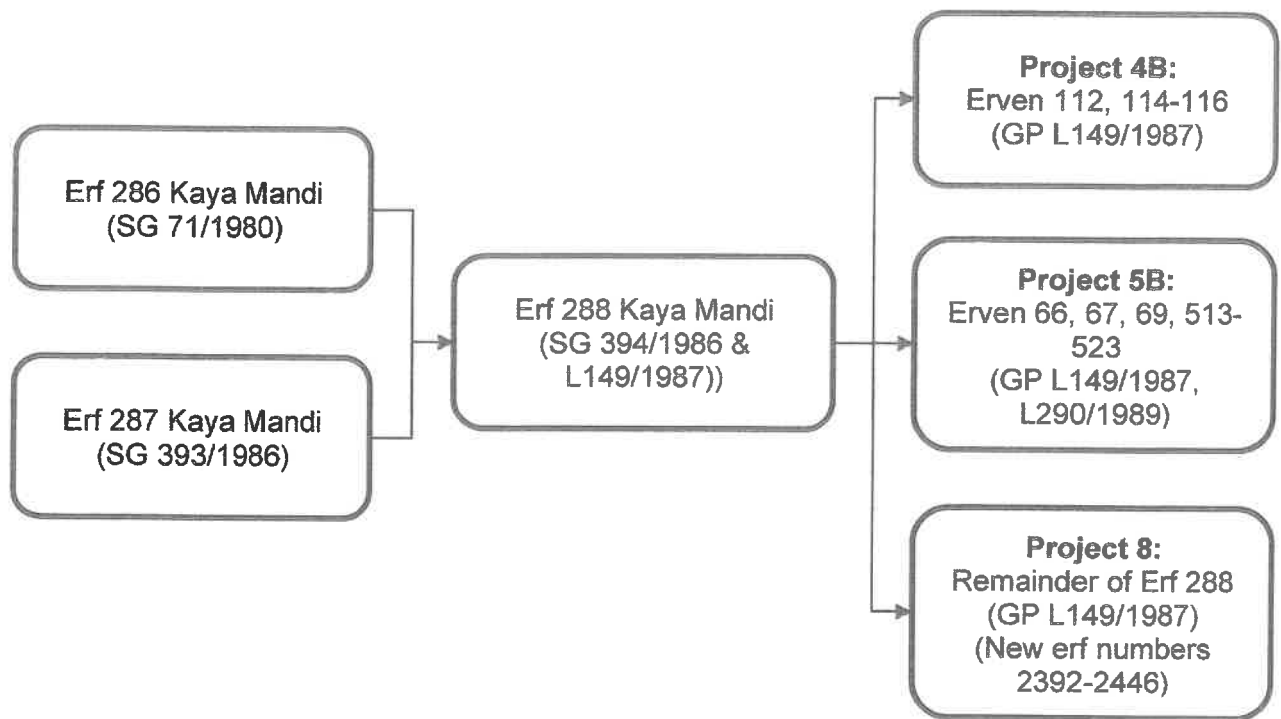 Erf 286 Kaya Mandi
(SG 71/1980)
Erf 287 Kaya Mandi
(SG 393/1986)
Erf 288 Kaya Mandi
(SG 394/1986 &
L149/1987))
Project 4B:
Erven 112, 114-116
(GP L149/1987)
Project 5B:
Erven 66, 67, 69, 513-
523
(GP L149/1987,
L290/1989)
Project 8:
Remainder of Erf 288
(GP L149/1987)
(New erf numbers
2392-2446)